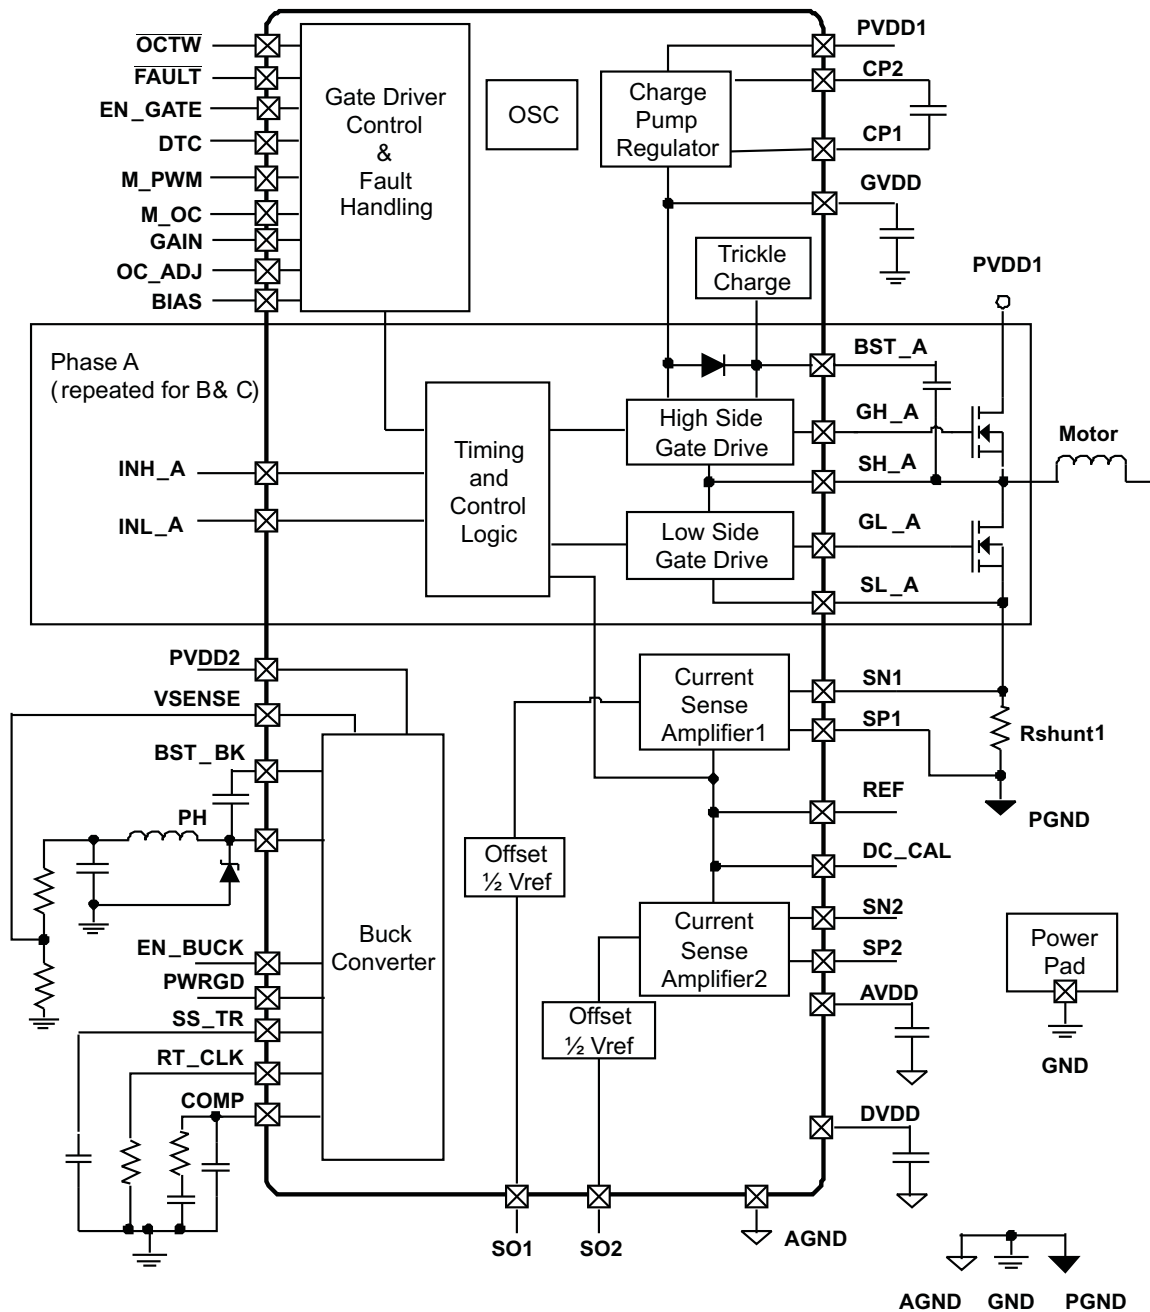 OCTW
FAULT
EN_GATE
DTC
M_PWM
M_OC
GAIN
OC_ADJ
BIAS
Gate Driver
Control
&
Fault
Handling
OSC
Charge
Pump
Regulator
PVDD1
CP2
CP1
GVDD
Trickle
Charge
PVDD1
Phase A
(repeated for B& C)
INH_A
INL_A
Timing
and
Control
Logic
High Side
Gate Drive
Low Side
Gate Drive
BST_A
GH_A
SH_A
GL_A
SL_A
Motor
PVDD2
VSENSE
BST_BK
PH
EN_BUCK
PWRGD
SS_TR
RT_CLK
COMP
Buck
Converter
Current
Sense
Amplifier1
Offset
½ Vref
Current
Sense
Amplifier2
Offset
½ Vref
SN1
SP1
Rshunt1
PGND
REF
DC_CAL
SN2
SP2
AVDD
DVDD
Power
Pad
GND
SO1
SO2
AGND
AGND
GND
PGND